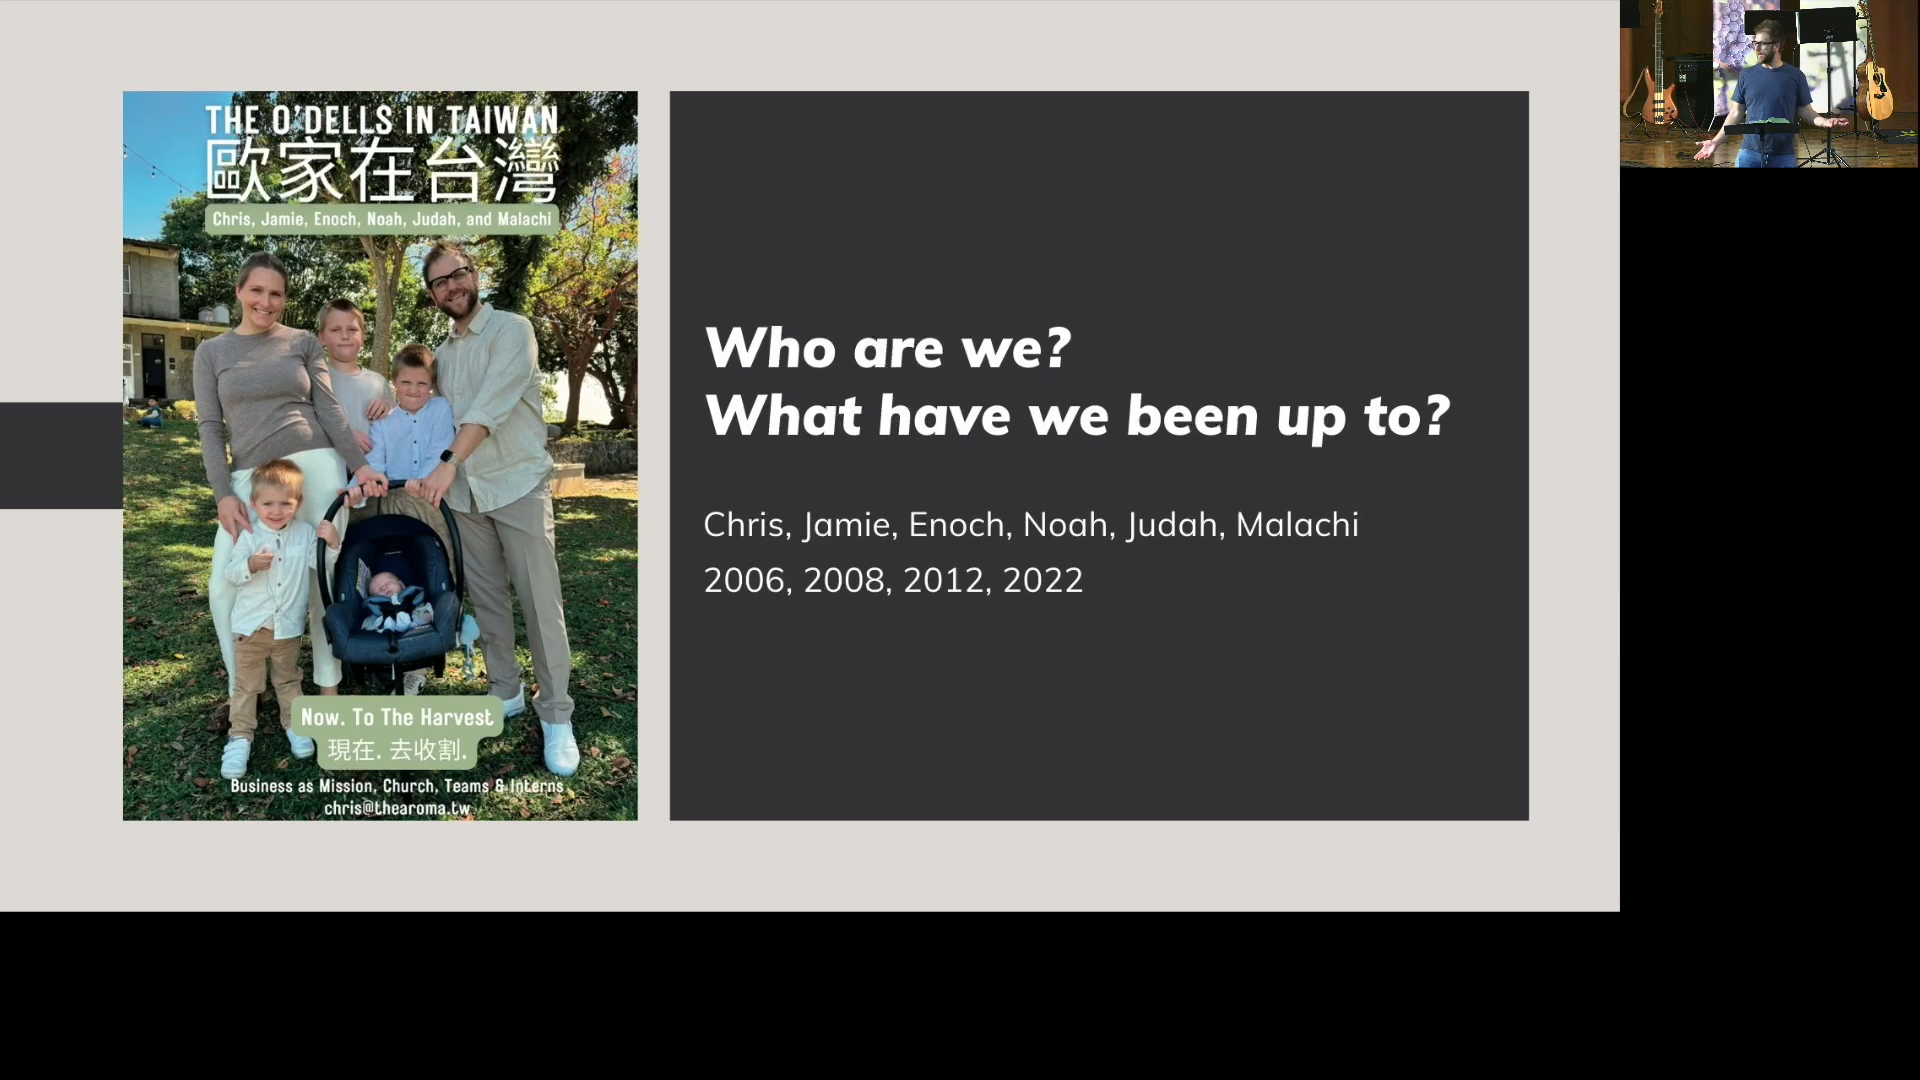 THE O'DELLS IN TAIWAN
歐家在台灣
Chris, Jamie, Enoch, Noah, Judah, and Malachi
Now. To The Harvest
現在. 去收割.
Business as Mission, Church, Teams & Interns
chris@thearoma.tw
Who are we?
What have we been up to?
Chris, Jamie, Enoch, Noah, Judah, Malachi
2006, 2008, 2012, 2022